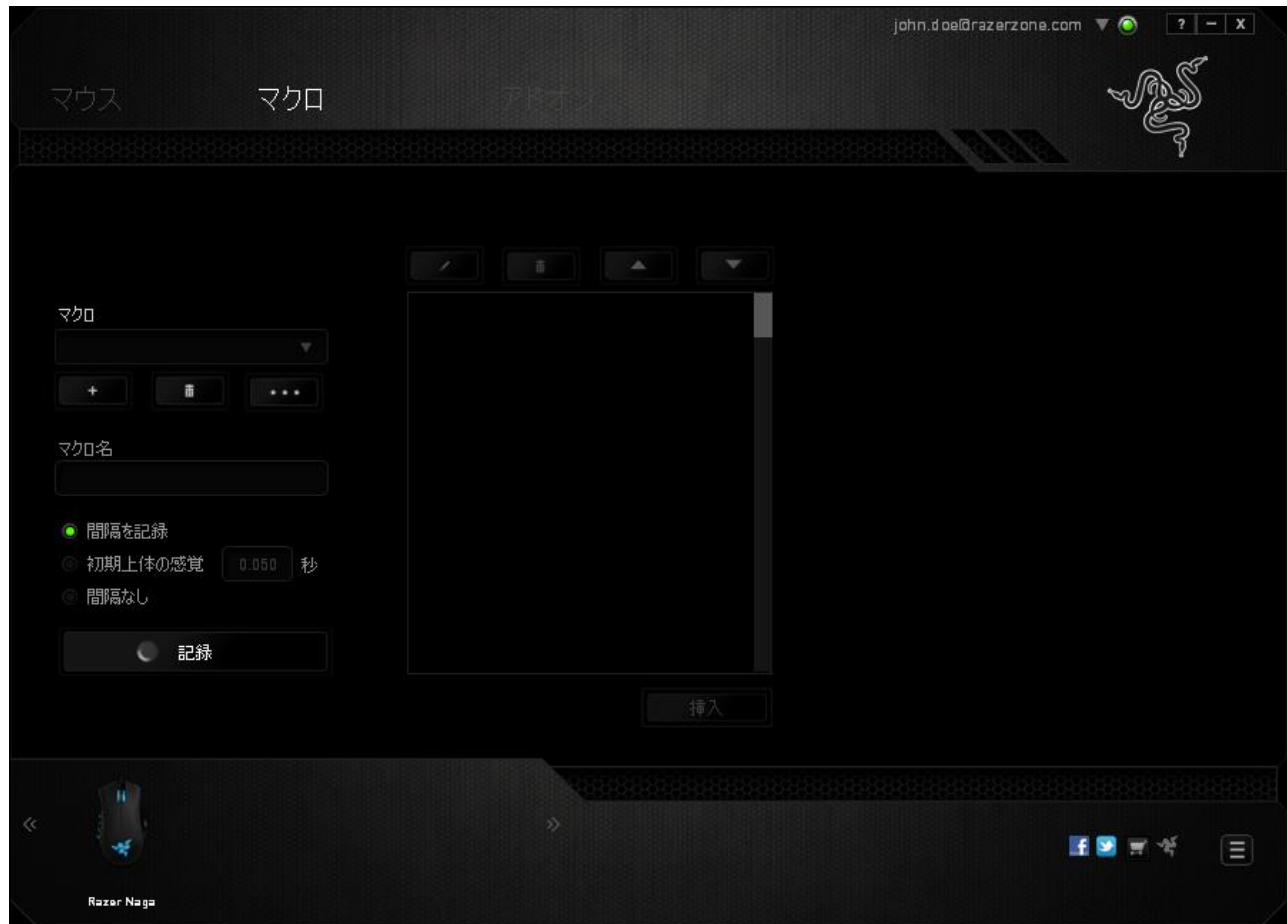 john.doe@razerzone.com
? - X
マウス マクロ アドオン
マクロ
マクロ名
間隔を記録
初期上体の感覚 0.050 秒
間隔なし
記録
挿入
Razer Naga